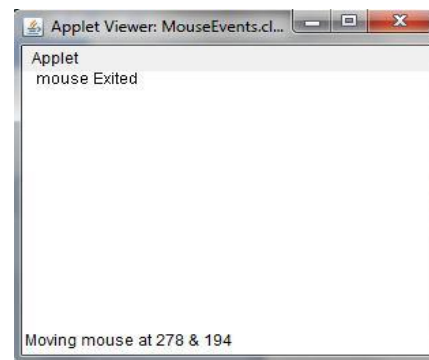 Applet Viewer: MouseEvents.cl...
Applet
mouse Exited
Moving mouse at 278 & 194